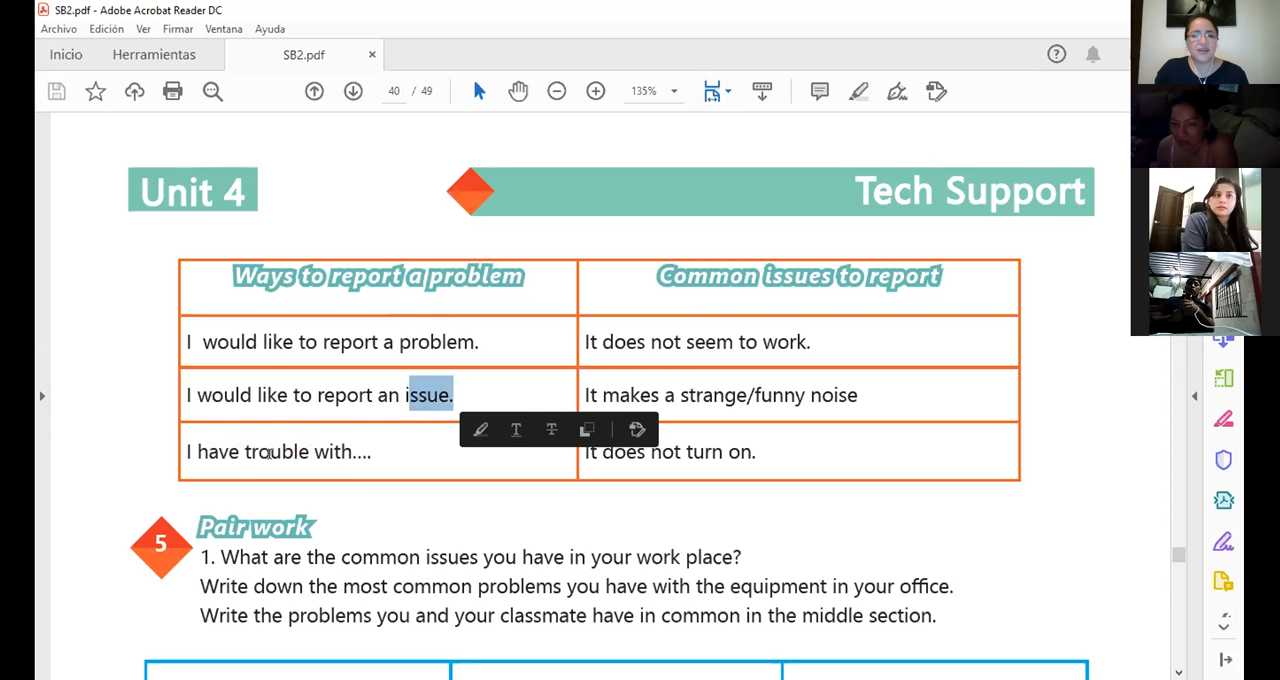 SB2.pdf - Adobe Acrobat Reader DC
Archivo Edición Ver Firmar Ventana Ayuda
Inicio Herramientas SB2.pdf
40 / 49 135%
Unit 4
Tech Support
Ways to report a problem
Common issues to report
I would like to report a problem.
It does not seem to work.
I would like to report an issue.
It makes a strange/funny noise
I have trouble with....
It does not turn on.
5
Pair work
1. What are the common issues you have in your work place?
Write down the most common problems you have with the equipment in your office.
Write the problems you and your classmate have in common in the middle section.